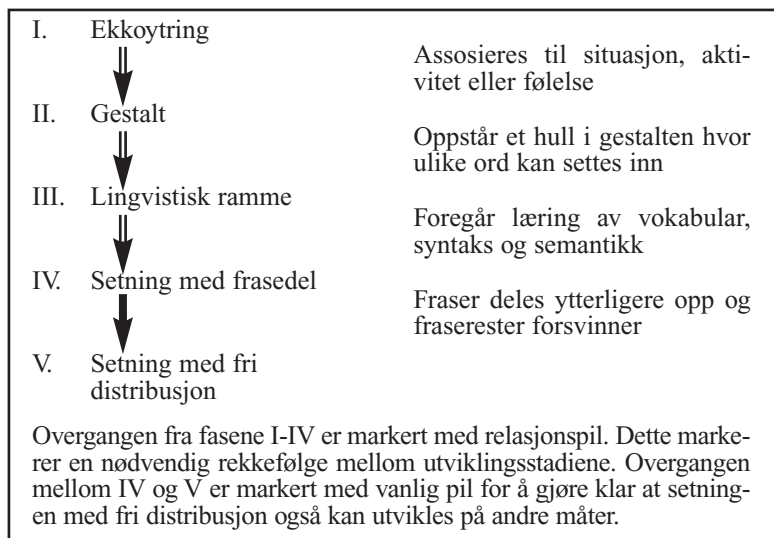 I. Ekkoytring
Assosieres til situasjon, akti-
vitet eller følelse
II. Gestalt
Oppstår et hull i gestalten hvor
ulike ord kan settes inn
III. Lingvistisk ramme
Foregår læring av vokabular,
syntaks og semantikk
IV. Setning med frasedel
Fraser deles ytterligere opp og
fraserester forsvinner
V. Setning med fri
distribusjon
Overgangen fra fasene I-IV er markert med relasjonspil. Dette marke-
rer en nødvendig rekkefølge mellom utviklingsstadiene. Overgangen
mellom IV og V er markert med vanlig pil for å gjøre klar at setning-
en med fri distribusjon også kan utvikles på andre måter.